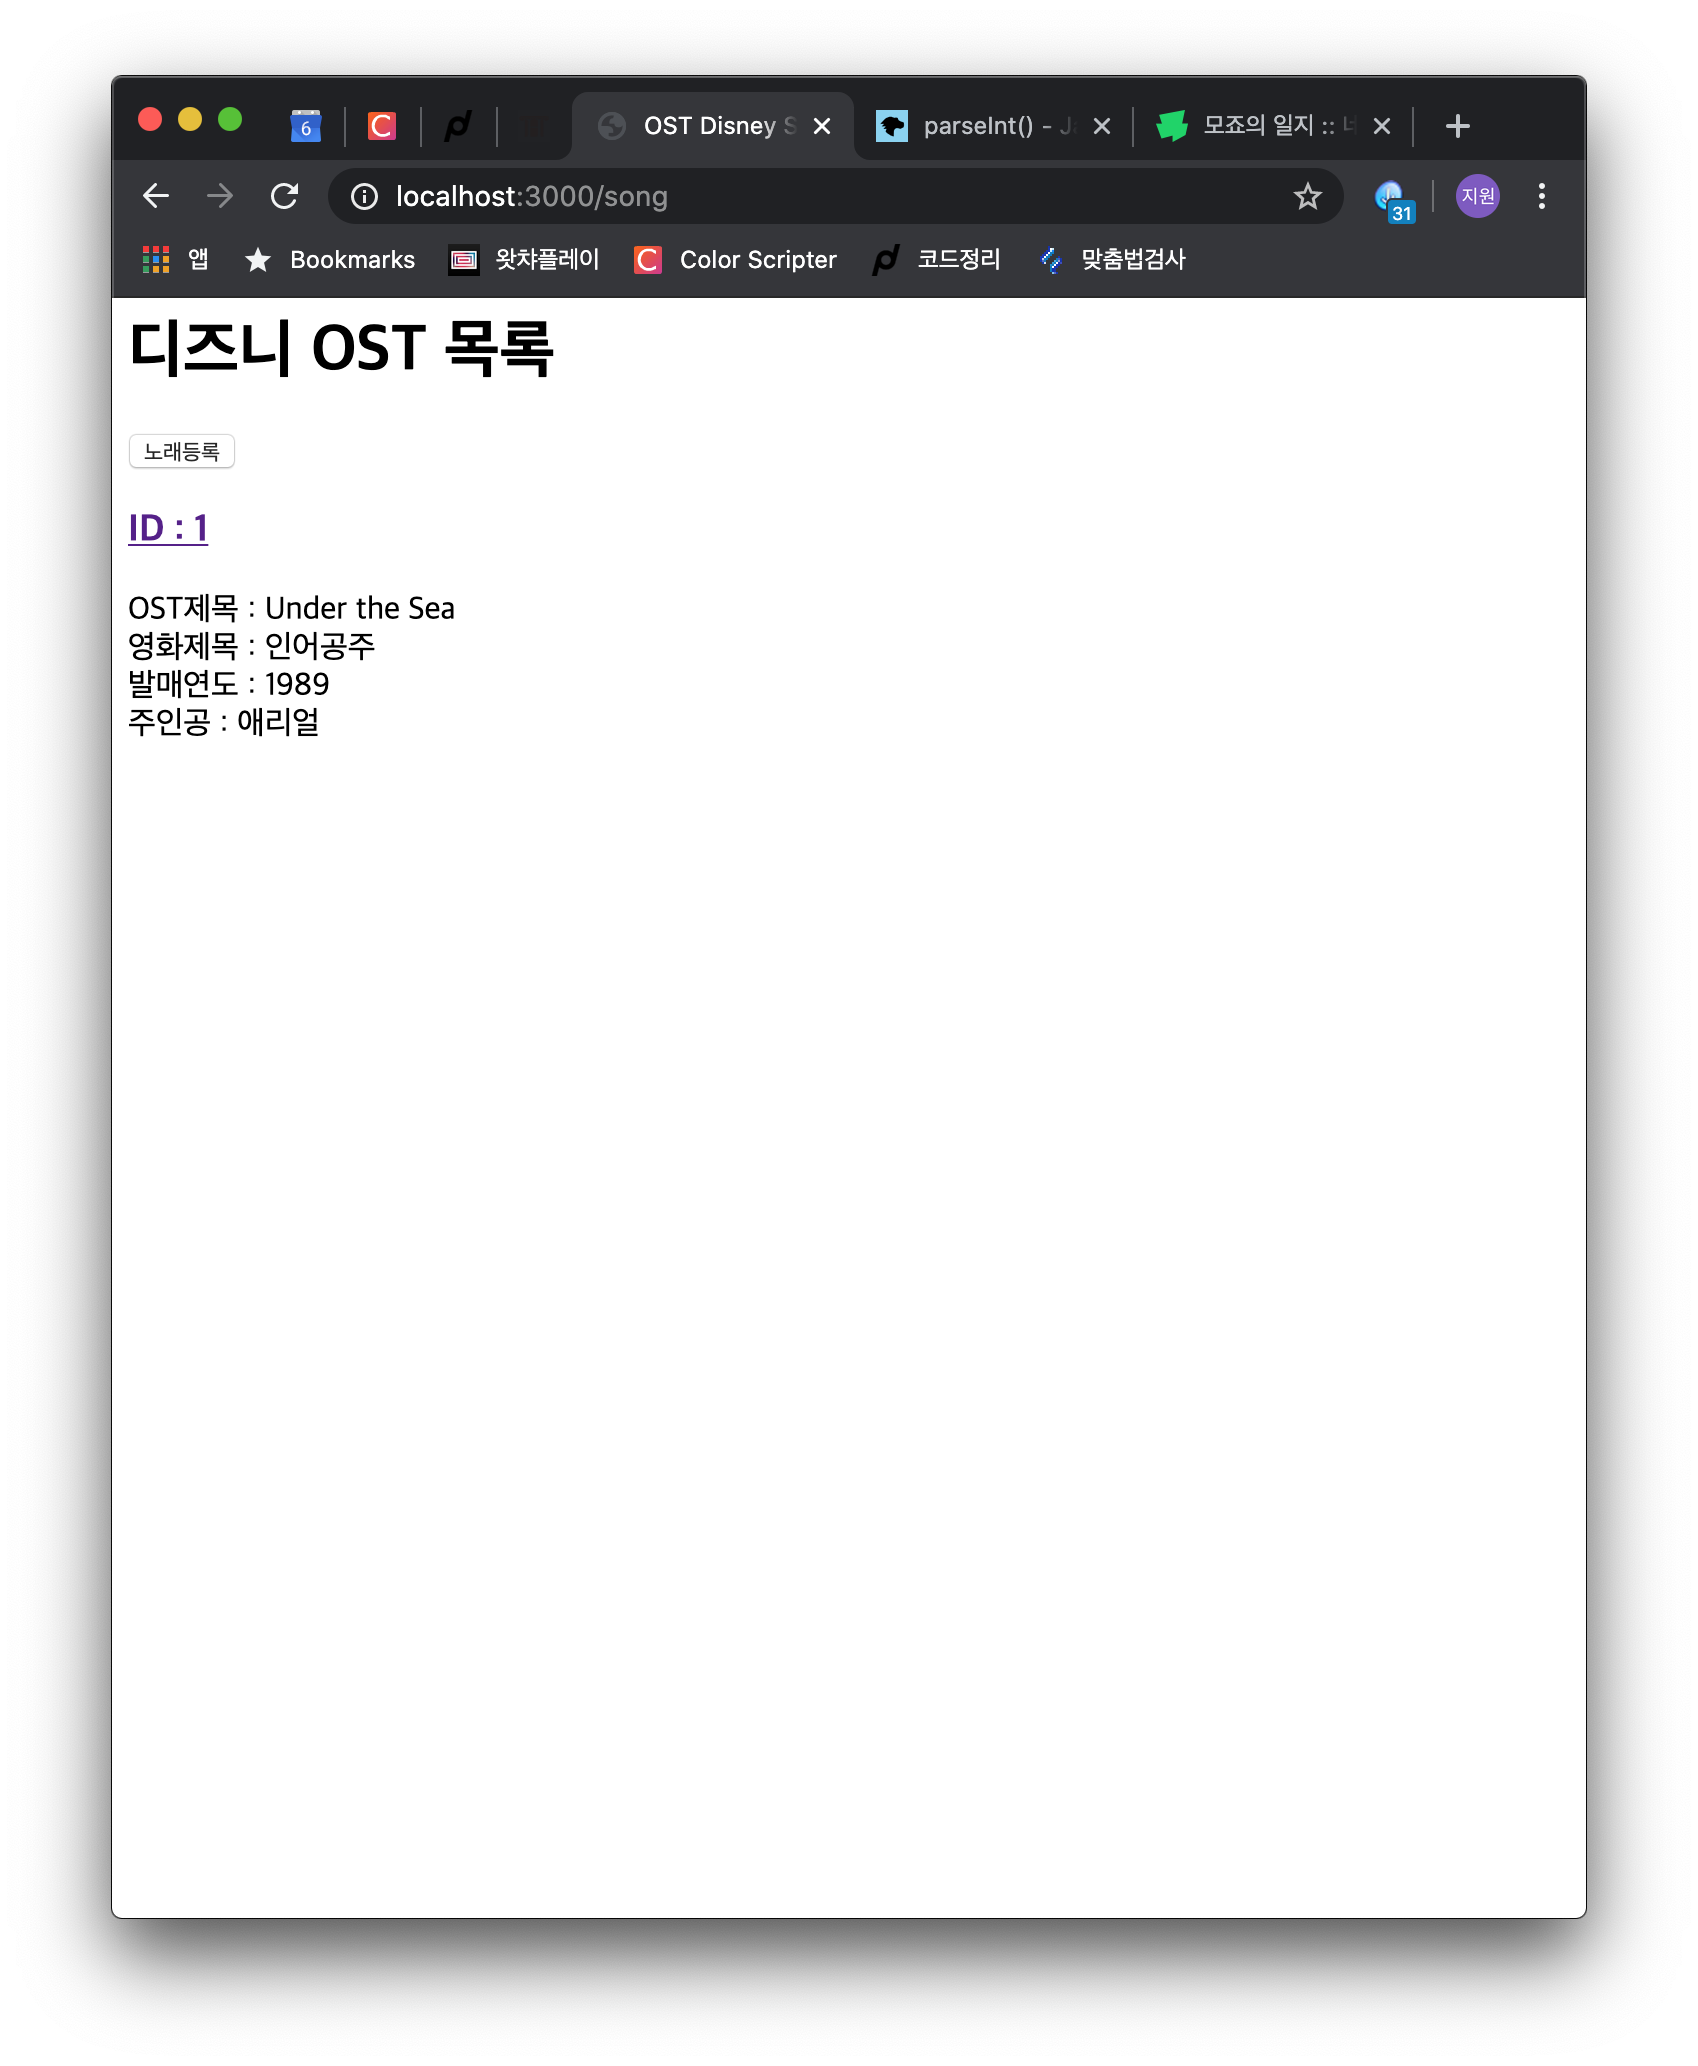 6
OST Disney S
parseInt() - Ja
모죠의 일지 ::
localhost:3000/song
31
지원
앱
Bookmarks
왓챠플레이
Color Scripter
코드정리
맞춤법검사
디즈니 OST 목록
노래등록
ID : 1
OST제목 : Under the Sea
영화제목 : 인어공주
발매연도 : 1989
주인공 : 애리얼